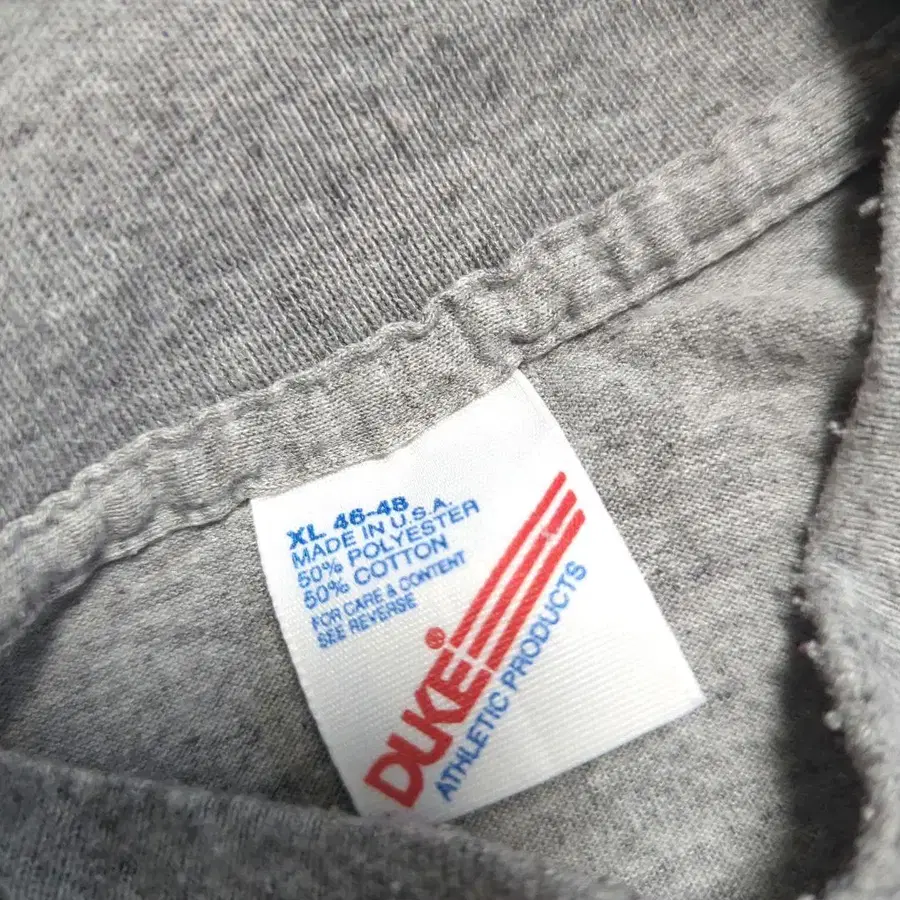 XL 46-48
MADE IN U.S.A.
50% POLYESTER
50% COTTON
FOR CARE & CONTENT
SEE REVERSE
DUKE®
ATHLETIC PRODUCTS